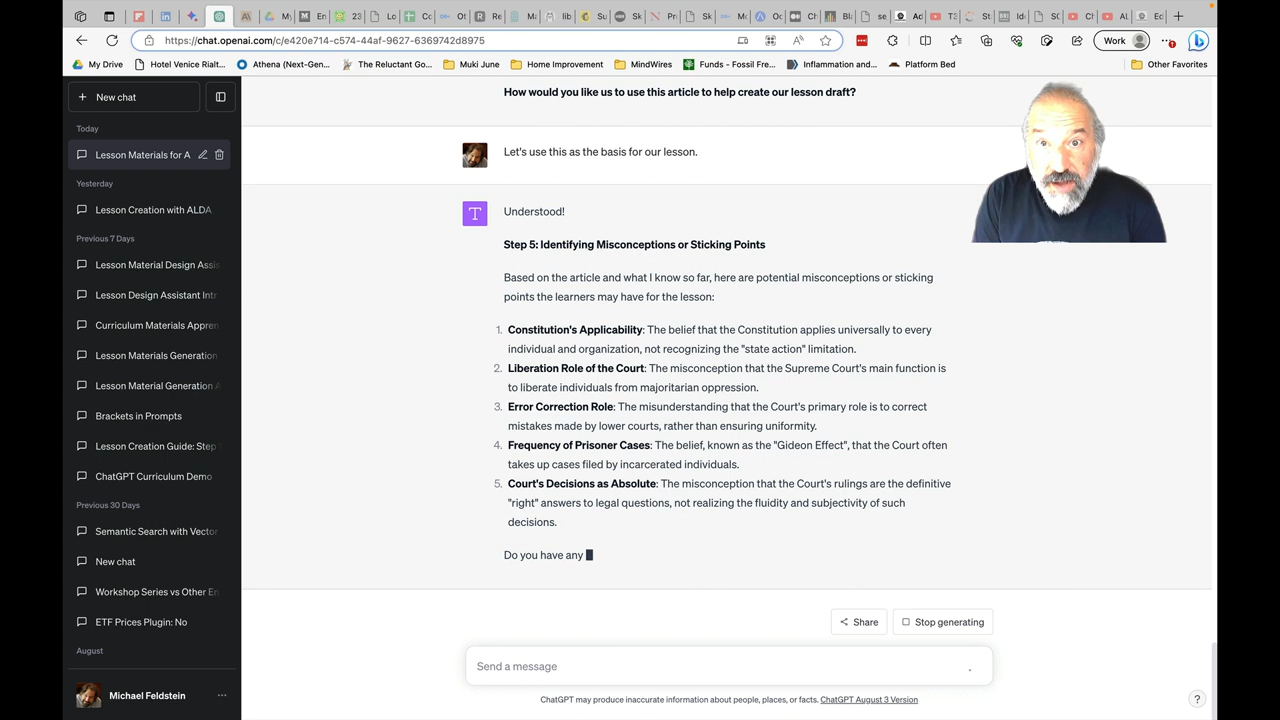 https://chat.openai.com/c/e420e714-c574-44af-9627-6369742d8975
Work
My Drive
Hotel Venice Rialt...
Athena (Next-Gen...
The Reluctant Go...
Muki June
Home Improvement
MindWires
Funds - Fossil Fre...
Inflammation and...
Platform Bed
Other Favorites
New chat
Today
Lesson Materials for A
Yesterday
Lesson Creation with ALDA
Previous 7 Days
Lesson Material Design Assis
Lesson Design Assistant Intr
Curriculum Materials Appren
Lesson Materials Generation
Lesson Material Generation A
Brackets in Prompts
Lesson Creation Guide: Step
ChatGPT Curriculum Demo
Previous 30 Days
Semantic Search with Vector
New chat
Workshop Series vs Other En
ETF Prices Plugin: No
August
Michael Feldstein
How would you like us to use this article to help create our lesson draft?
Let's use this as the basis for our lesson.
T
Understood!
Step 5: Identifying Misconceptions or Sticking Points
Based on the article and what I know so far, here are potential misconceptions or sticking
points the learners may have for the lesson:
1. Constitution's Applicability: The belief that the Constitution applies universally to every
individual and organization, not recognizing the "state action" limitation.
2. Liberation Role of the Court: The misconception that the Supreme Court's main function is
to liberate individuals from majoritarian oppression.
3. Error Correction Role: The misunderstanding that the Court's primary role is to correct
mistakes made by lower courts, rather than ensuring uniformity.
4. Frequency of Prisoner Cases: The belief, known as the "Gideon Effect", that the Court often
takes up cases filed by incarcerated individuals.
5. Court's Decisions as Absolute: The misconception that the Court's rulings are the definitive
"right" answers to legal questions, not realizing the fluidity and subjectivity of such
decisions.
Do you have any
Share
Stop generating
Send a message
ChatGPT may produce inaccurate information about people, places, or facts. ChatGPT August 3 Version
?